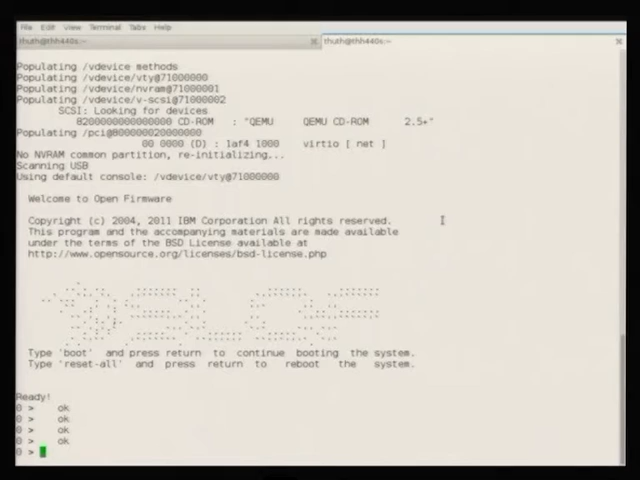 File Edit View Terminal Tabs Help
thuth@thh440s:~ thuth@thh440s:~
Populating /vdevice methods
Populating /vdevice/vty@71000000
Populating /vdevice/nvram@71000001
Populating /vdevice/v-scsi@71000002
SCSI: Looking for devices
8200000000000000 CD-ROM : "QEMU QEMU CD-ROM 2.5+"
Populating /pci@800000020000000
00 0000 (D) : 1af4 1000 virtio [ net ]
No NVRAM common partition, re-initializing...
Scanning USB
Using default console: /vdevice/vty@71000000
Welcome to Open Firmware
Copyright (c) 2004, 2011 IBM Corporation All rights reserved.
This program and the accompanying materials are made available
under the terms of the BSD License available at
http://www.opensource.org/licenses/bsd-license.php
Type 'boot' and press return to continue booting the system.
Type 'reset-all' and press return to reboot the system.
Ready!
0 > ok
0 > ok
0 > ok
0 > ok
0 >